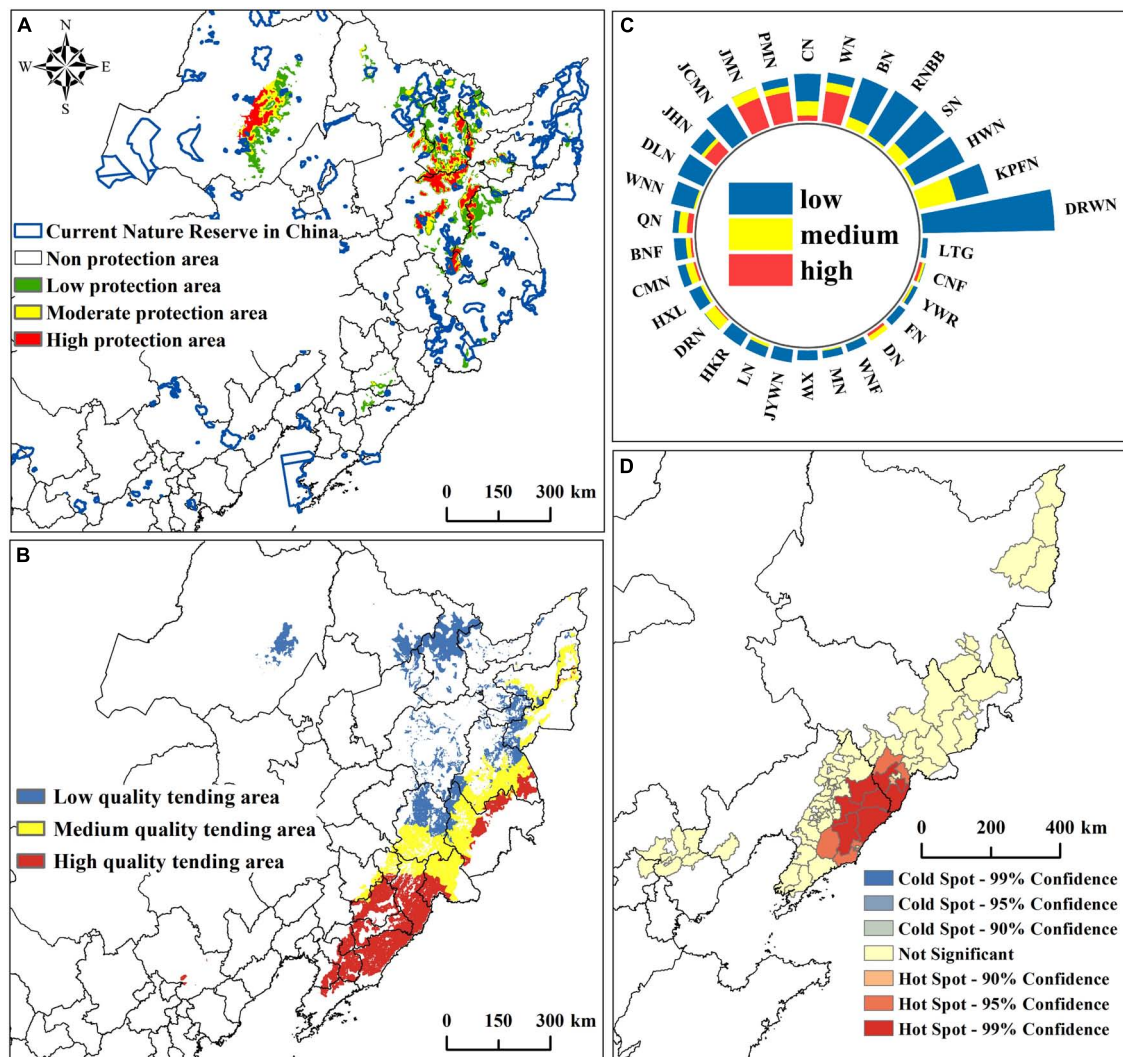 A
N
W
E
S
Current Nature Reserve in China
Non protection area
Low protection area
Moderate protection area
High protection area
0 150 300 km
B
Low quality tending area
Medium quality tending area
High quality tending area
0 150 300 km
C
CN
WN
BN
RNBB
SN
HWN
KPFN
DRWN
LTG
CNF
YWR
FN
DN
WNF
MN
WX
JYWN
LN
HKR
DRN
HXL
CMN
BNF
QN
WNN
DLN
JHN
JCMN
JMN
PMN
low
medium
high
D
0 200 400 km
Cold Spot - 99% Confidence
Cold Spot - 95% Confidence
Cold Spot - 90% Confidence
Not Significant
Hot Spot - 90% Confidence
Hot Spot - 95% Confidence
Hot Spot - 99% Confidence